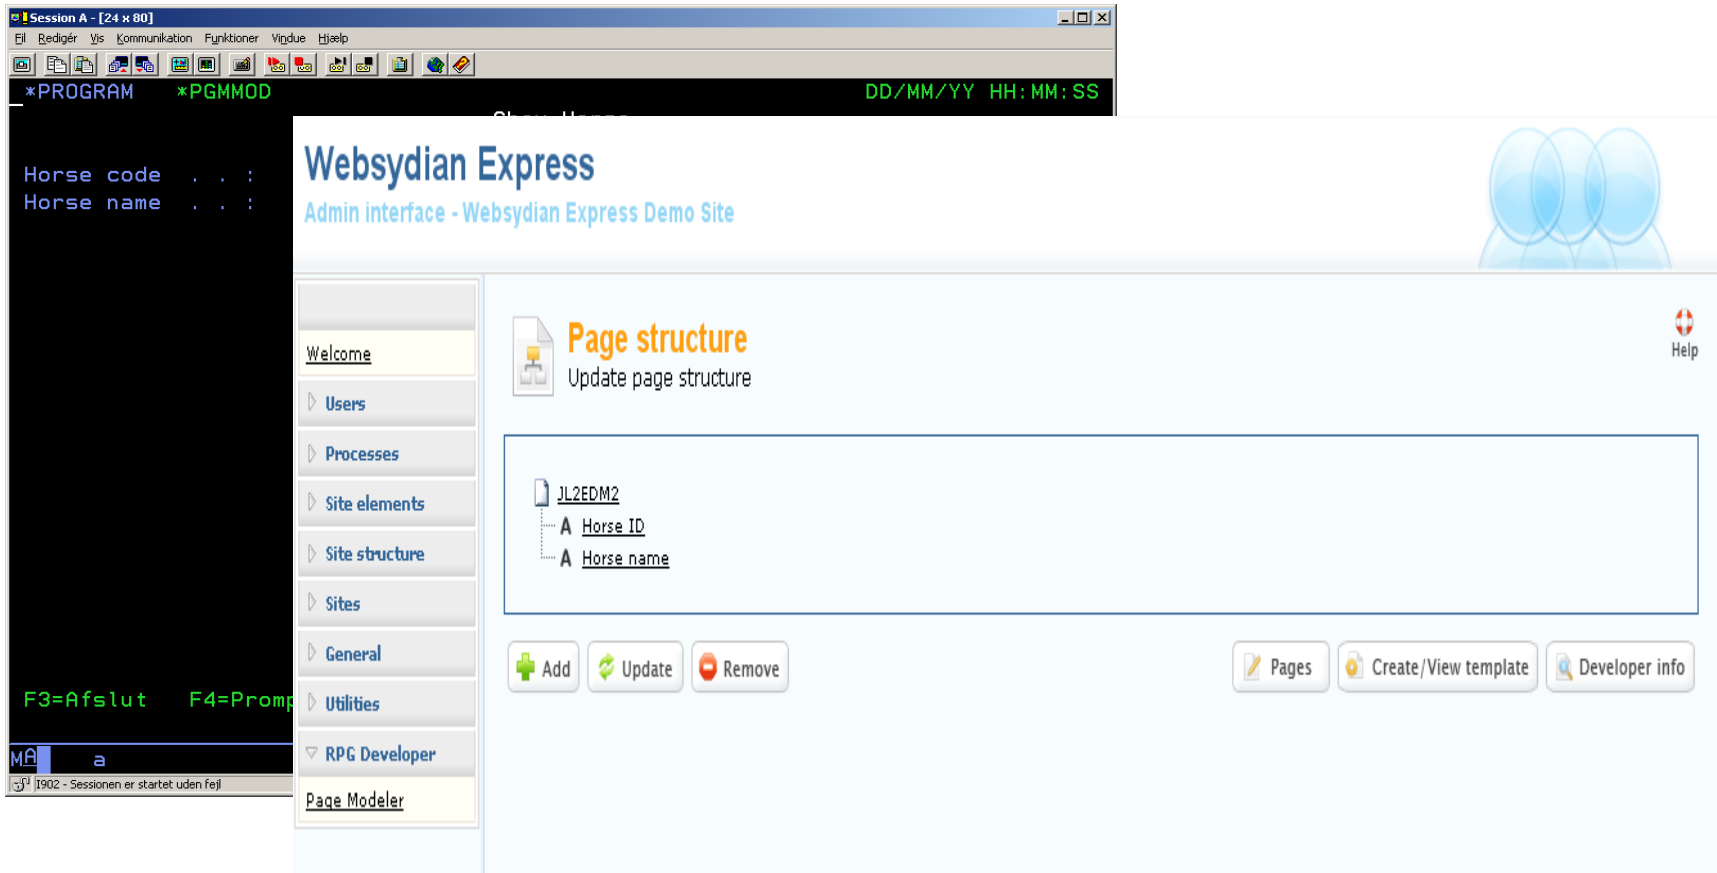 Session A - [24 x 80]
Fil Redigér Vis Kommunikation Funktioner Vindue Hjælp
*PROGRAM *PGMMOD DD/MM/YY HH:MM:SS
Horse code . . :
Horse name . . :
F3=Afslut F4=Promp
MA a
I902 - Sessionen er startet uden fejl
Websydian Express
Admin interface - Websydian Express Demo Site
Welcome
Users
Processes
Site elements
Site structure
Sites
General
Utilities
RPG Developer
Page Modeler
Page structure
Update page structure
Help
JL2EDM2
A Horse ID
A Horse name
Add Update Remove
Pages Create/View template Developer info